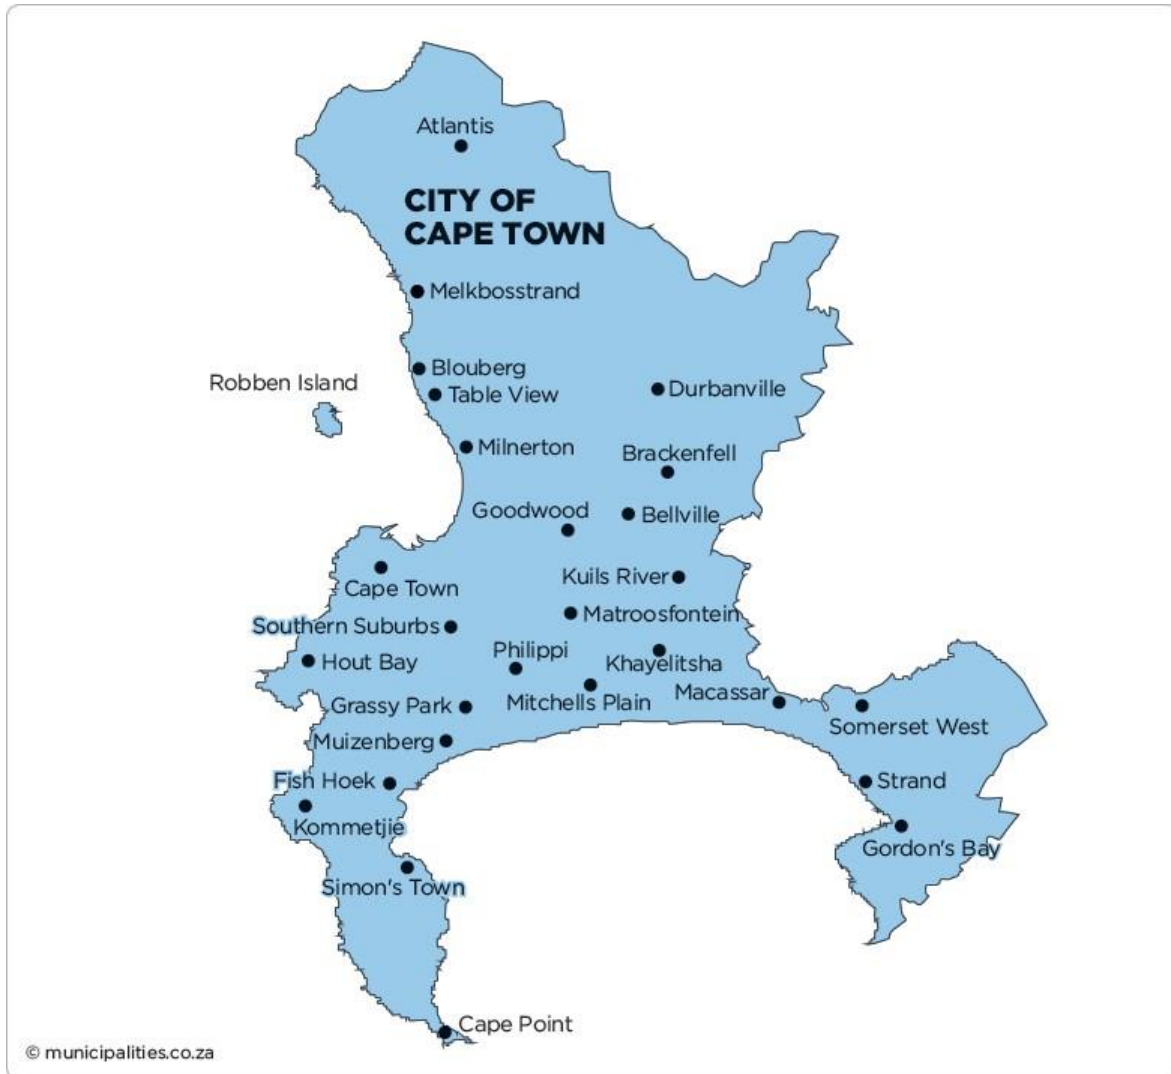 Atlantis
CITY OF
CAPE TOWN
Melkbosstrand
Blouberg
Robben Island
Table View
Durbanville
Milnerton
Brackenfell
Goodwood
Bellville
Kuils River
Cape Town
Matroosfontein
Southern Suburbs
Philippi
Hout Bay
Khayelitsha
Macassar
Mitchells Plain
Grassy Park
Somerset West
Muizenberg
Fish Hoek
Strand
Kommetjie
Gordon's Bay
Simon's Town
Cape Point
© municipalities.co.za